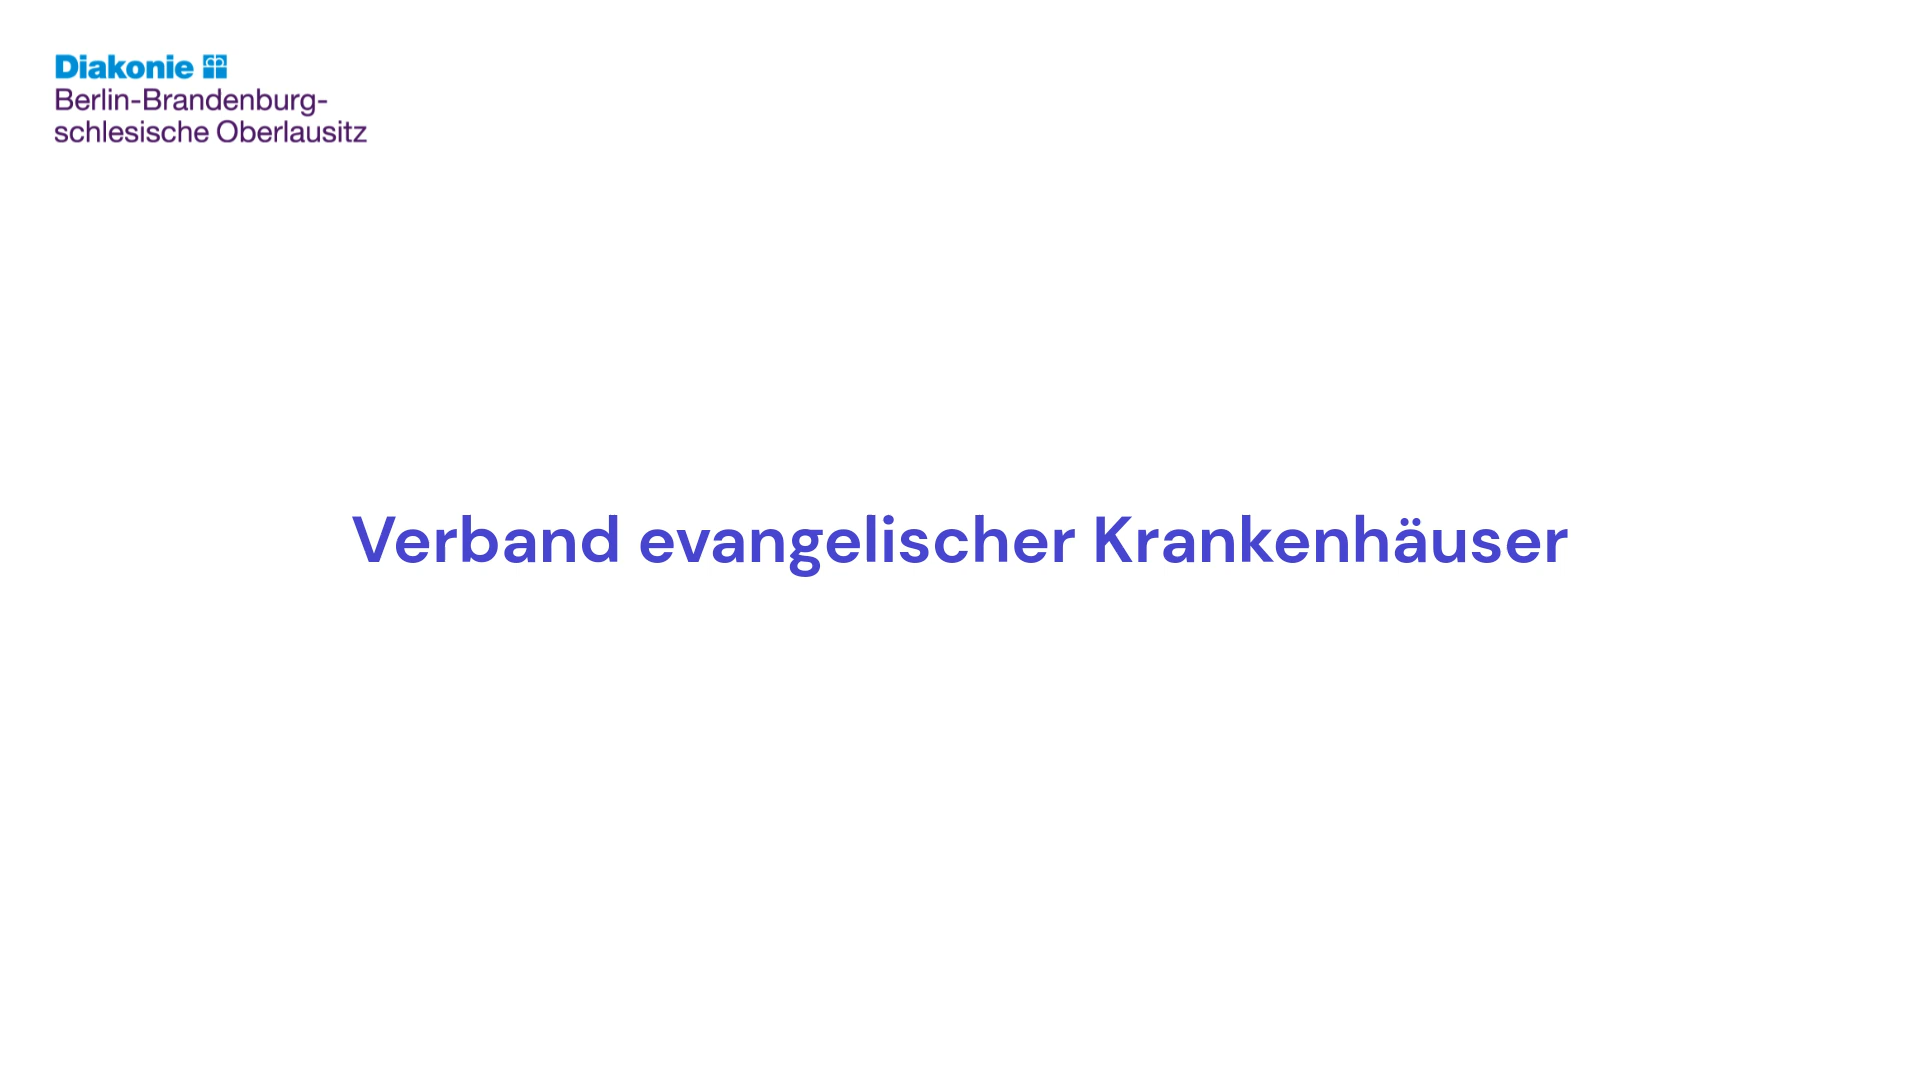 Diakonie
Berlin-Brandenburg-
schlesische Oberlausitz
Verband evangelischer Krankenhäuser